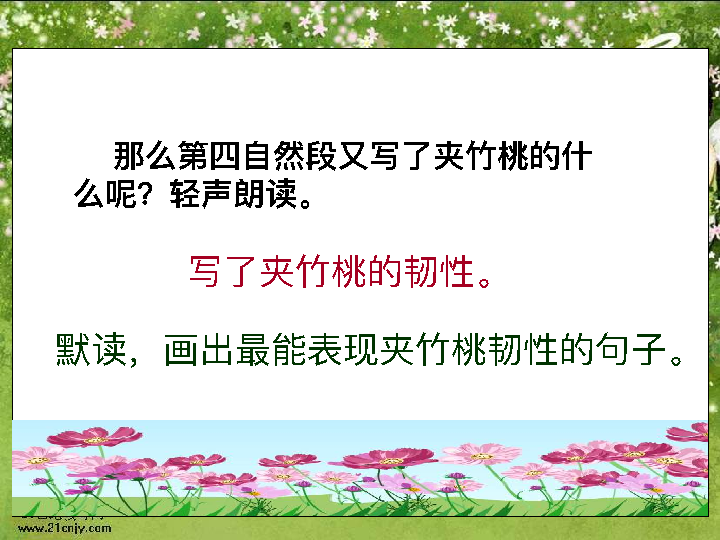 那么第四自然段又写了夹竹桃的什
么呢？轻声朗读。
写了夹竹桃的韧性。
默读，画出最能表现夹竹桃韧性的句子。
www.21cnjy.com